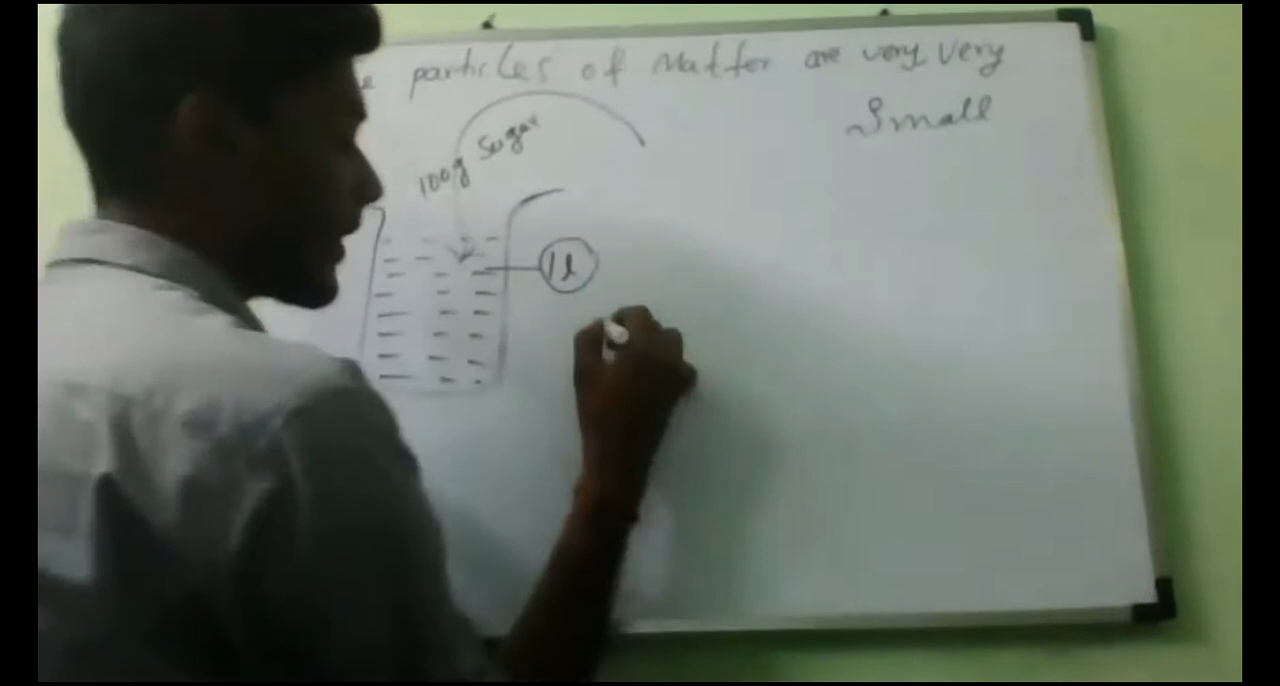 particles of Matter are very very
Small
100g Sugar
1l